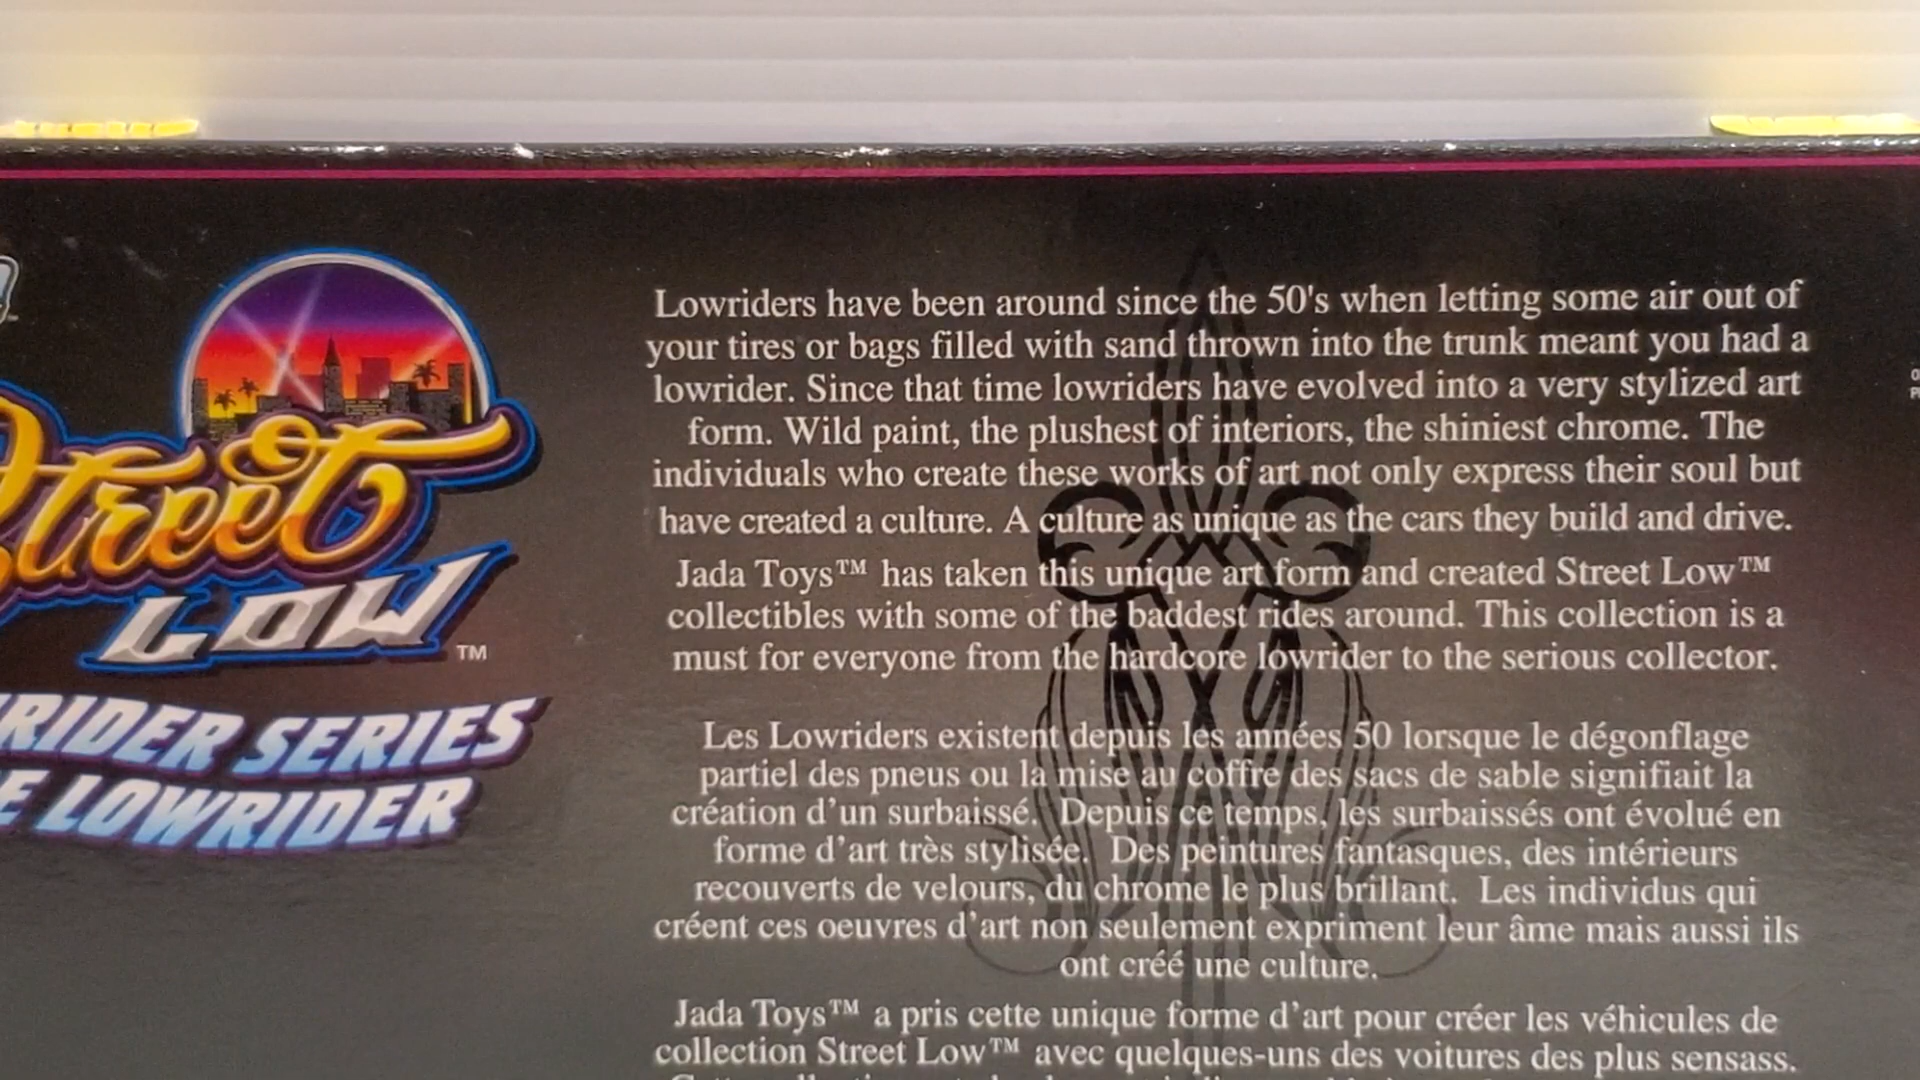 Street
LOW
TM
RIDER SERIES
LOWRIDER
Lowriders have been around since the 50's when letting some air out of
your tires or bags filled with sand thrown into the trunk meant you had a
lowrider. Since that time lowriders have evolved into a very stylized art
form. Wild paint, the plushest of interiors, the shiniest chrome. The
individuals who create these works of art not only express their soul but
have created a culture. A culture as unique as the cars they build and drive.
Jada Toys™ has taken this unique art form and created Street Low™
collectibles with some of the baddest rides around. This collection is a
must for everyone from the hardcore lowrider to the serious collector.
Les Lowriders existent depuis les années 50 lorsque le dégonflage
partiel des pneus ou la mise au coffre des sacs de sable signifiait la
création d'un surbaissé. Depuis ce temps, les surbaissés ont évolué en
forme d'art très stylisée. Des peintures fantasques, des intérieurs
recouverts de velours, du chrome le plus brillant. Les individus qui
créent ces oeuvres d'art non seulement expriment leur âme mais aussi ils
ont créé une culture.
Jada Toys™ a pris cette unique forme d'art pour créer les véhicules de
collection Street Low™ avec quelques-uns des voitures des plus sensass.